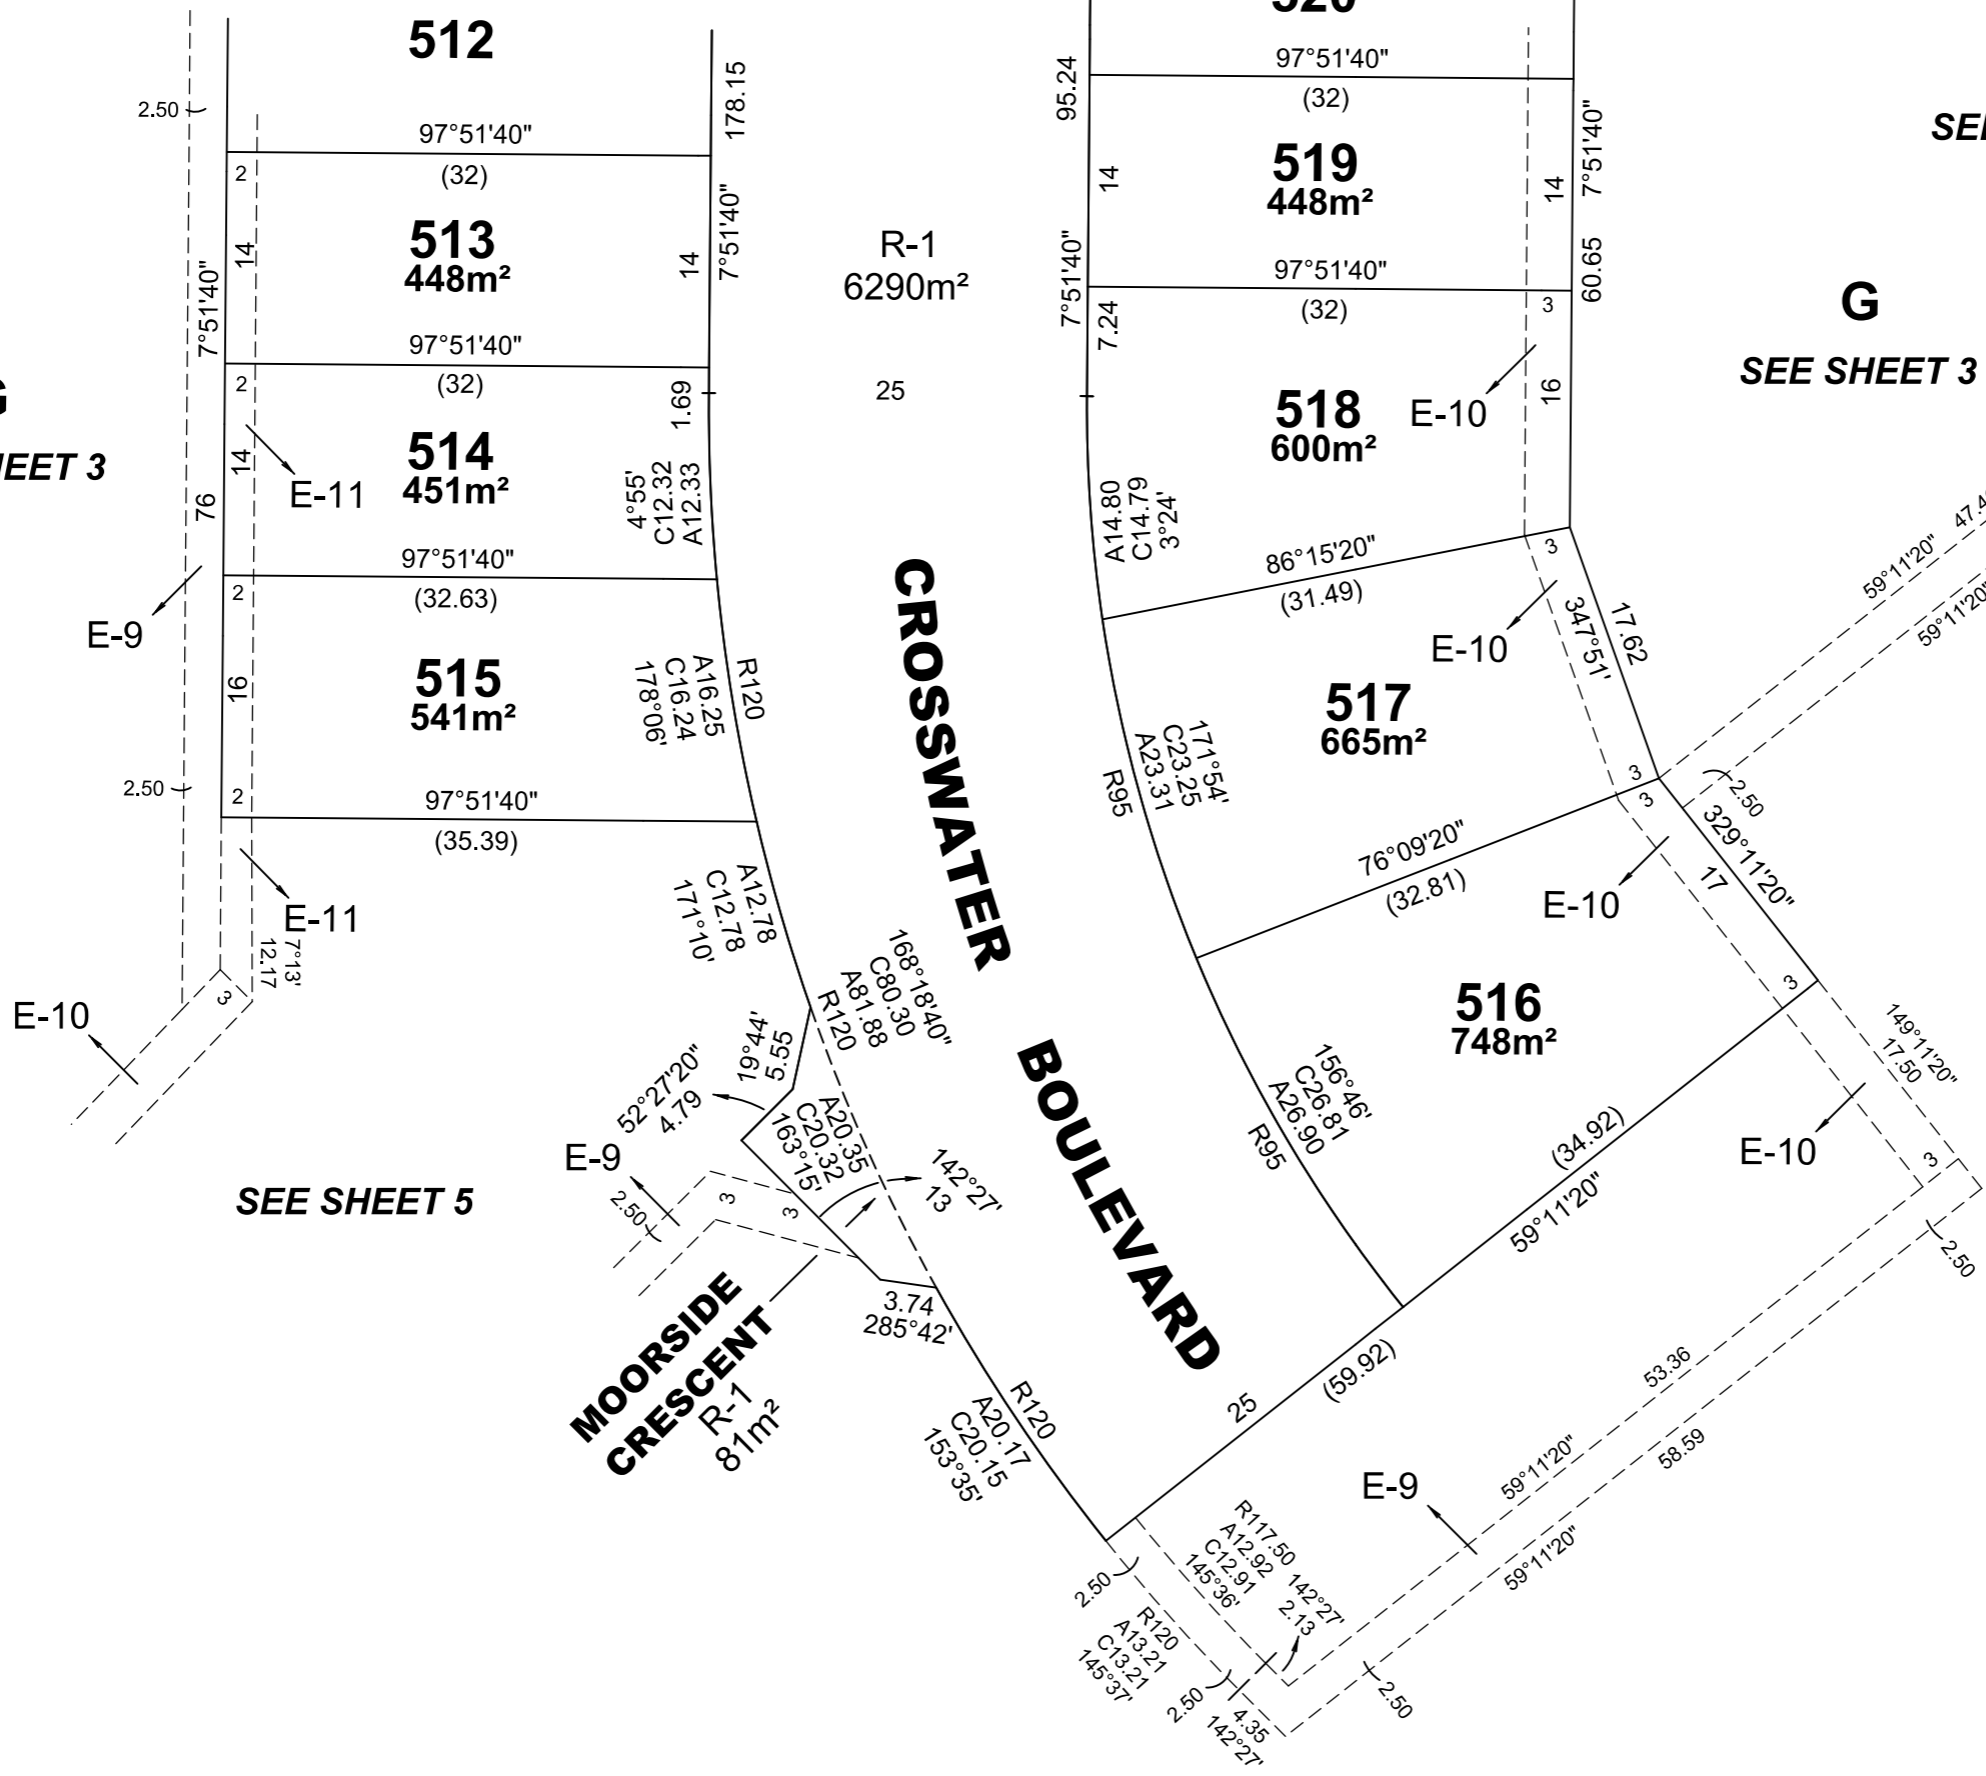 512
2.50
97°51'40"
(32)
178.15
2
513
448m²
14
14
7°51'40"
7°51'40"
97°51'40"
(32)
2
1.69
514
451m²
14
E-11
4°55'
C12.32
A12.33
76
97°51'40"
(32.63)
2
E-9
515
541m²
16
A16.25
C16.24
178°06'
R120
2.50
2
97°51'40"
(35.39)
E-11
7°13'
12.17
3
E-10
A12.78
C12.78
171°10'
R-1
6290m²
25
CROSSWATER
BOULEVARD
95.24
97°51'40"
(32)
519
448m²
14
14
7°51'40"
7°51'40"
60.65
97°51'40"
(32)
3
7.24
518
600m²
E-10
16
A14.80
C14.79
3°24'
86°15'20"
(31.49)
3
E-10
347°51'
17.62
517
665m²
171°54'
C23.25
A23.31
R95
3
3
76°09'20"
(32.81)
E-10
17
329°11'20"
2.50
516
748m²
3
156°46'
C26.81
A26.90
R95
(34.92)
59°11'20"
149°11'20"
17.50
E-10
3
2.50
G
SEE SHEET 3
59°11'20"
59°11'20"
168°18'40"
C80.30
A81.88
R120
19°44'
5.55
52°27'20"
4.79
A20.35
C20.32
163°15'
142°27'
13
E-9
2.50
3
3
SEE SHEET 5
3.74
285°42'
MOORSIDE
CRESCENT
R-1
81m²
R120
A20.17
C20.15
153°35'
25
(59.92)
53.36
59°11'20"
58.59
59°11'20"
E-9
R117.50
A12.92
C12.91
145°36'
142°27'
2.13
2.50
R120
A13.21
C13.21
145°37'
2.50
4.35
142°27'
2.50